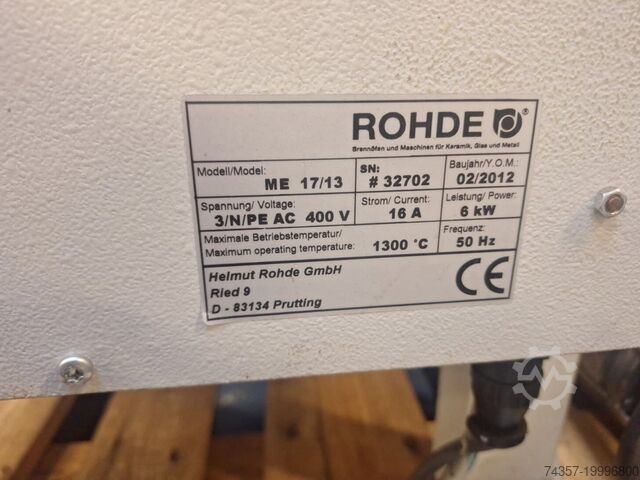 ROHDE ®
Brennöfen und Maschinen für Keramik, Glas und Metall
Modell/Model: ME 17/13
SN: # 32702
Baujahr/Y.O.M.: 02/2012
Spannung/ Voltage: 3/N/PE AC 400 V
Strom/ Current: 16 A
Leistung/ Power: 6 kW
Maximale Betriebstemperatur/
Maximum operating temperature: 1300 °C
Frequenz: 50 Hz
Helmut Rohde GmbH
Ried 9
D - 83134 Prutting
CE
74357-19996800